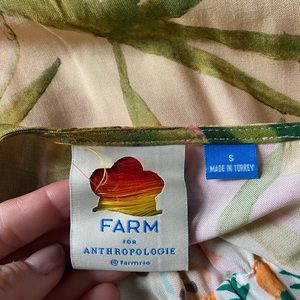 FARM
FOR
ANTHROPOLOGIE
@farmrio
S
MADE IN TURKEY